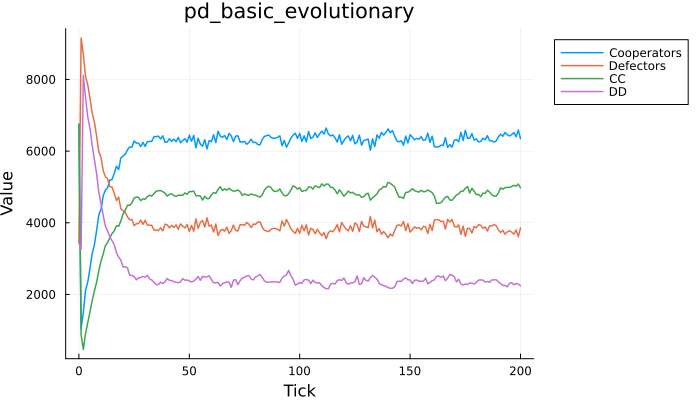 pd_basic_evolutionary
Cooperators
Defectors
CC
DD
Value
8000
6000
4000
2000
0
50
100
150
200
Tick